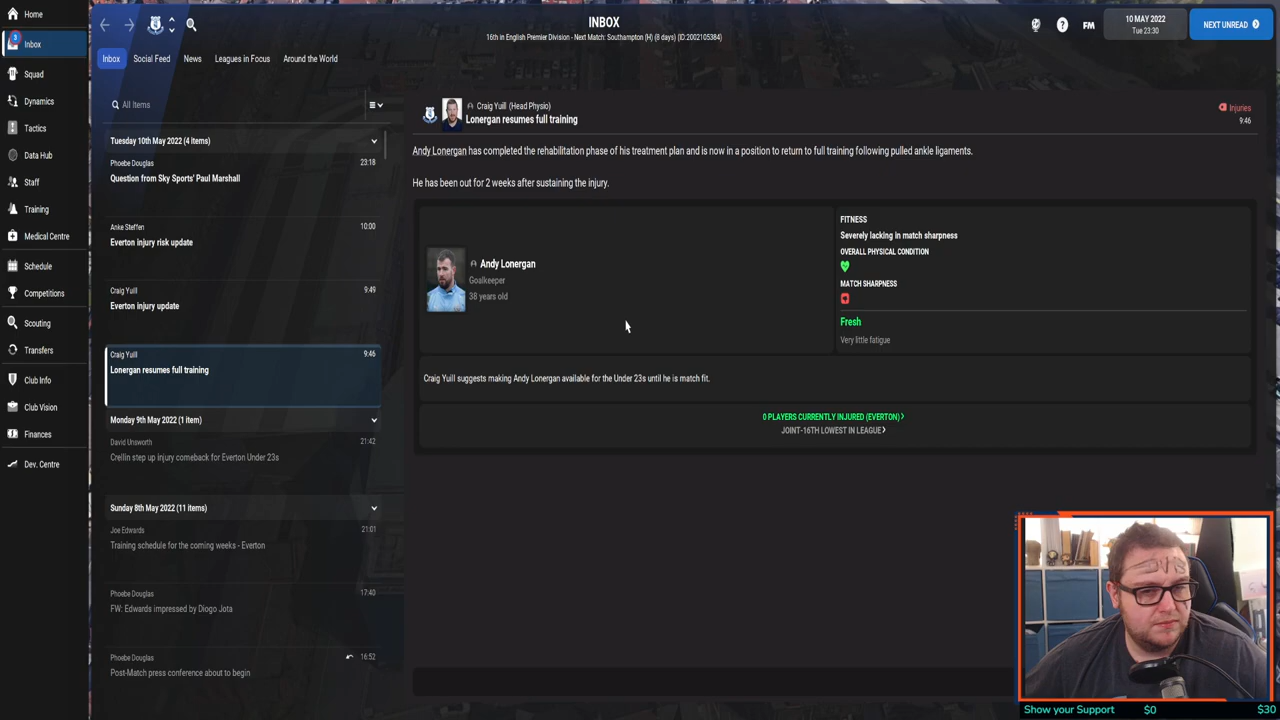 Home
Inbox
3
Squad
Dynamics
Tactics
Data Hub
Staff
Training
Medical Centre
Schedule
Competitions
Scouting
Transfers
Club Info
Club Vision
Finances
Dev. Centre
INBOX
16th in English Premier Division - Next Match: Southampton (H) (8 days) (ID:2002105384)
FM
10 MAY 2022
Tue 23:30
NEXT UNREAD
Inbox
Social Feed
News
Leagues in Focus
Around the World
All Items
Tuesday 10th May 2022 (4 items)
Phoebe Douglas
23:18
Question from Sky Sports' Paul Marshall
Anke Steffen
10:00
Everton injury risk update
Craig Yuill
9:49
Everton injury update
Craig Yuill
9:46
Lonergan resumes full training
Monday 9th May 2022 (1 item)
David Unsworth
21:42
Crellin step up injury comeback for Everton Under 23s
Sunday 8th May 2022 (11 items)
Joe Edwards
21:01
Training schedule for the coming weeks - Everton
Phoebe Douglas
17:40
FW: Edwards impressed by Diogo Jota
Phoebe Douglas
16:52
Post-Match press conference about to begin
Craig Yuill (Head Physio)
Lonergan resumes full training
Injuries
9:46
Andy Lonergan has completed the rehabilitation phase of his treatment plan and is now in a position to return to full training following pulled ankle ligaments.
He has been out for 2 weeks after sustaining the injury.
Andy Lonergan
Goalkeeper
38 years old
FITNESS
Severely lacking in match sharpness
OVERALL PHYSICAL CONDITION
MATCH SHARPNESS
Fresh
Very little fatigue
Craig Yuill suggests making Andy Lonergan available for the Under 23s until he is match fit.
0 PLAYERS CURRENTLY INJURED (EVERTON)
JOINT-16TH LOWEST IN LEAGUE
Show your Support
$0
$30